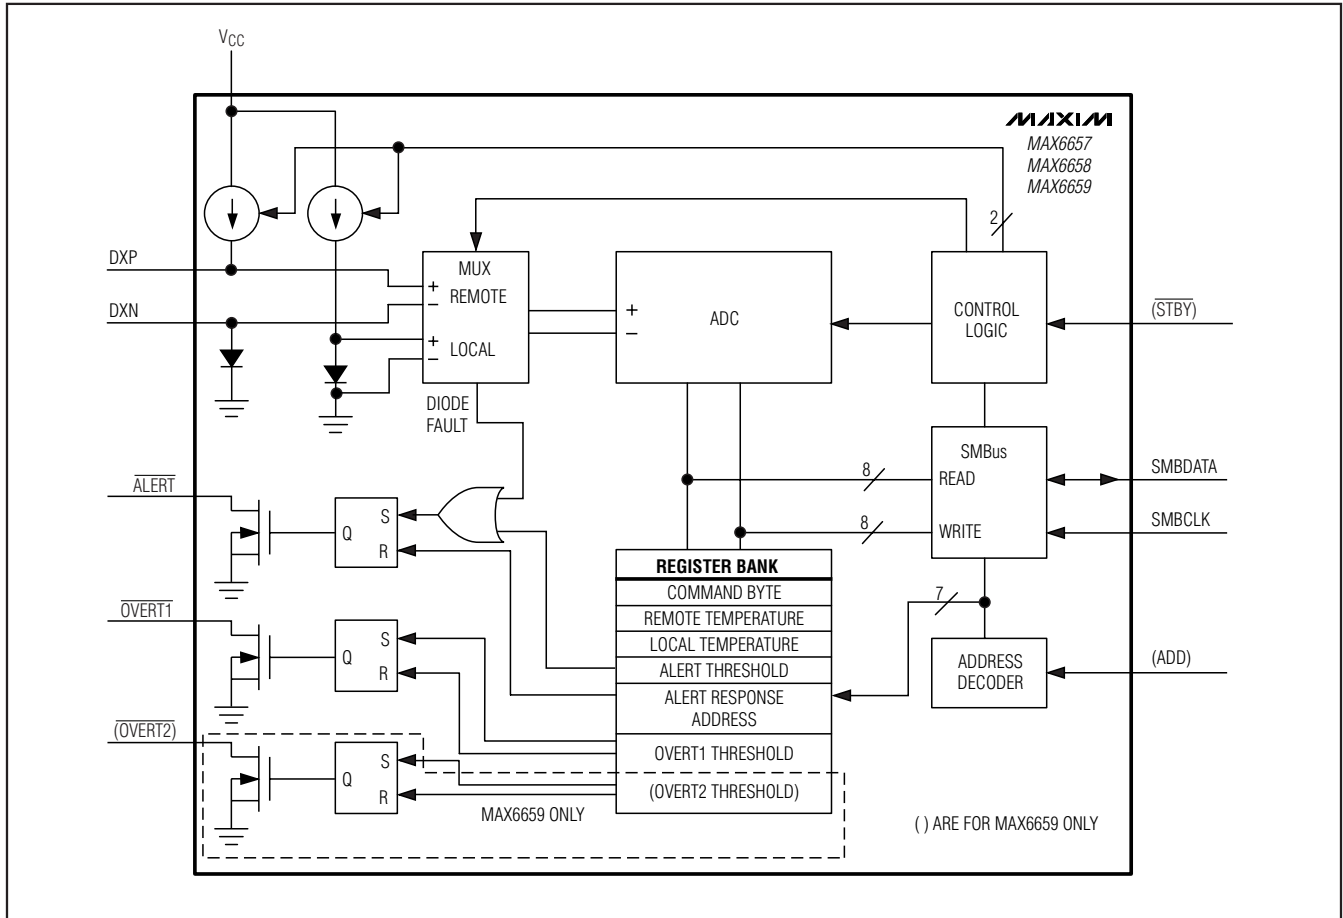 VCC
MAXIM
MAX6657
MAX6658
MAX6659
2
DXP
DXN
MUX
+
REMOTE
−
+
LOCAL
−
DIODE
FAULT
+
ADC
−
CONTROL
LOGIC
(STBY)
SMBus
READ
WRITE
8
8
SMBDATA
SMBCLK
7
ADDRESS
DECODER
(ADD)
ALERT
Q
S
R
OVERT1
Q
S
R
(OVERT2)
Q
S
R
MAX6659 ONLY
REGISTER BANK
COMMAND BYTE
REMOTE TEMPERATURE
LOCAL TEMPERATURE
ALERT THRESHOLD
ALERT RESPONSE
ADDRESS
OVERT1 THRESHOLD
(OVERT2 THRESHOLD)
( ) ARE FOR MAX6659 ONLY